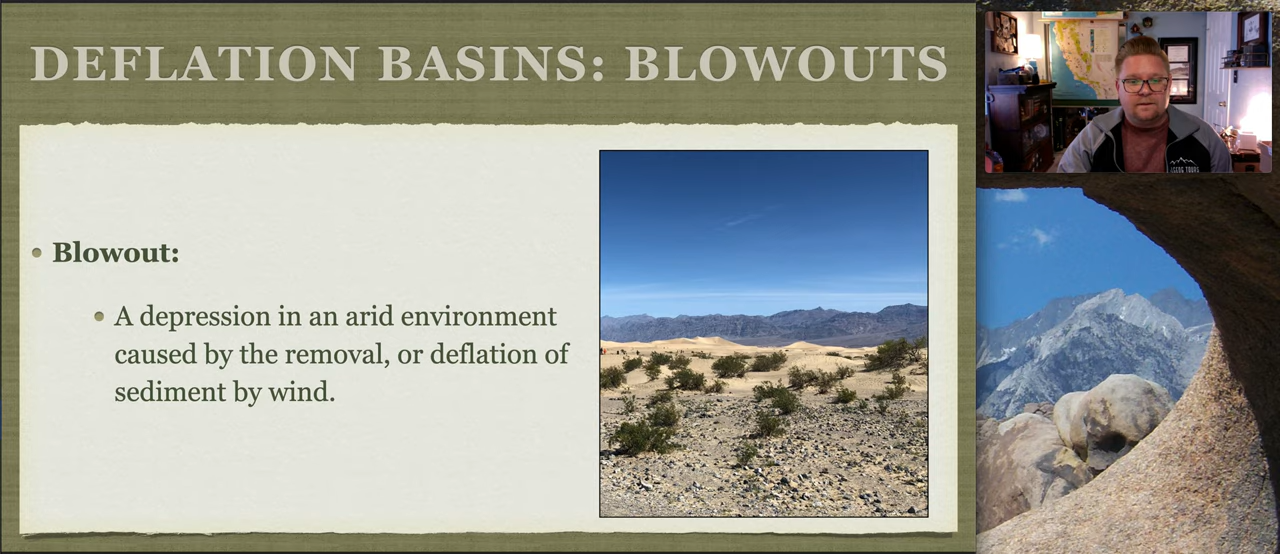 DEFLATION BASINS: BLOWOUTS
• Blowout:
• A depression in an arid environment
caused by the removal, or deflation of
sediment by wind.